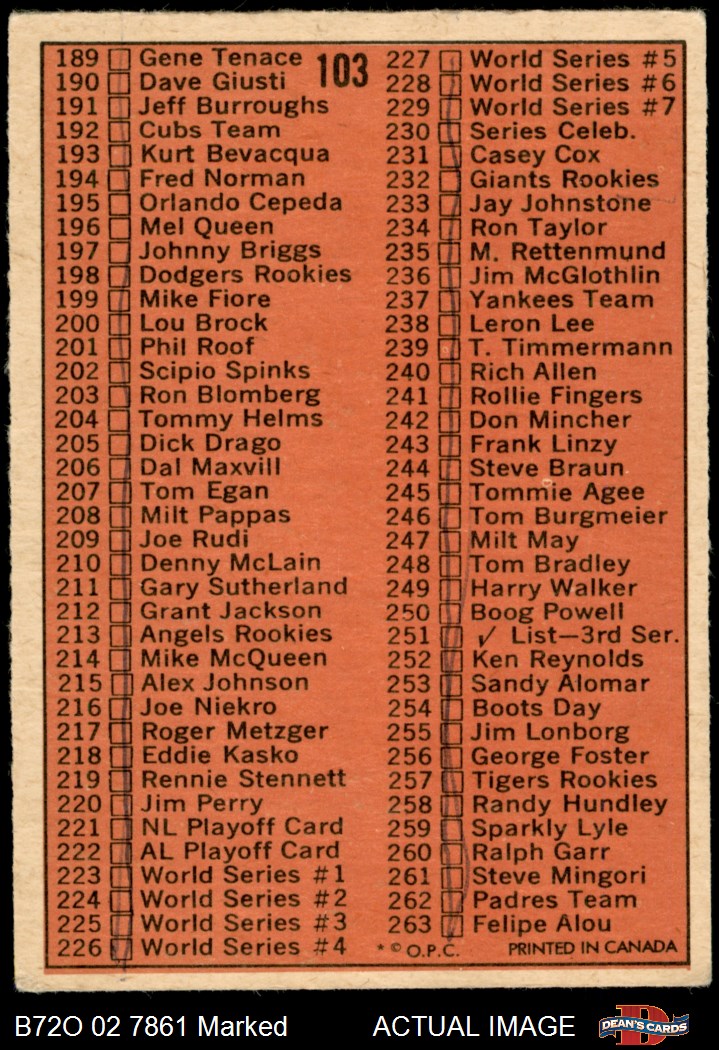 103
189 Gene Tenace
190 Dave Giusti
191 Jeff Burroughs
192 Cubs Team
193 Kurt Bevacqua
194 Fred Norman
195 Orlando Cepeda
196 Mel Queen
197 Johnny Briggs
198 Dodgers Rookies
199 Mike Fiore
200 Lou Brock
201 Phil Roof
202 Scipio Spinks
203 Ron Blomberg
204 Tommy Helms
205 Dick Drago
206 Dal Maxvill
207 Tom Egan
208 Milt Pappas
209 Joe Rudi
210 Denny McLain
211 Gary Sutherland
212 Grant Jackson
213 Angels Rookies
214 Mike McQueen
215 Alex Johnson
216 Joe Niekro
217 Roger Metzger
218 Eddie Kasko
219 Rennie Stennett
220 Jim Perry
221 NL Playoff Card
222 AL Playoff Card
223 World Series #1
224 World Series #2
225 World Series #3
226 World Series #4
227 World Series #5
228 World Series #6
229 World Series #7
230 Series Celeb.
231 Casey Cox
232 Giants Rookies
233 Jay Johnstone
234 Ron Taylor
235 M. Rettenmund
236 Jim McGlothlin
237 Yankees Team
238 Leron Lee
239 T. Timmermann
240 Rich Allen
241 Rollie Fingers
242 Don Mincher
243 Frank Linzy
244 Steve Braun
245 Tommie Agee
246 Tom Burgmeier
247 Milt May
248 Tom Bradley
249 Harry Walker
250 Boog Powell
251 ✓ List—3rd Ser.
252 Ken Reynolds
253 Sandy Alomar
254 Boots Day
255 Jim Lonborg
256 George Foster
257 Tigers Rookies
258 Randy Hundley
259 Sparkly Lyle
260 Ralph Garr
261 Steve Mingori
262 Padres Team
263 Felipe Alou
* © O.P.C. PRINTED IN CANADA
B72O 02 7861 Marked ACTUAL IMAGE DEAN'S CARDS